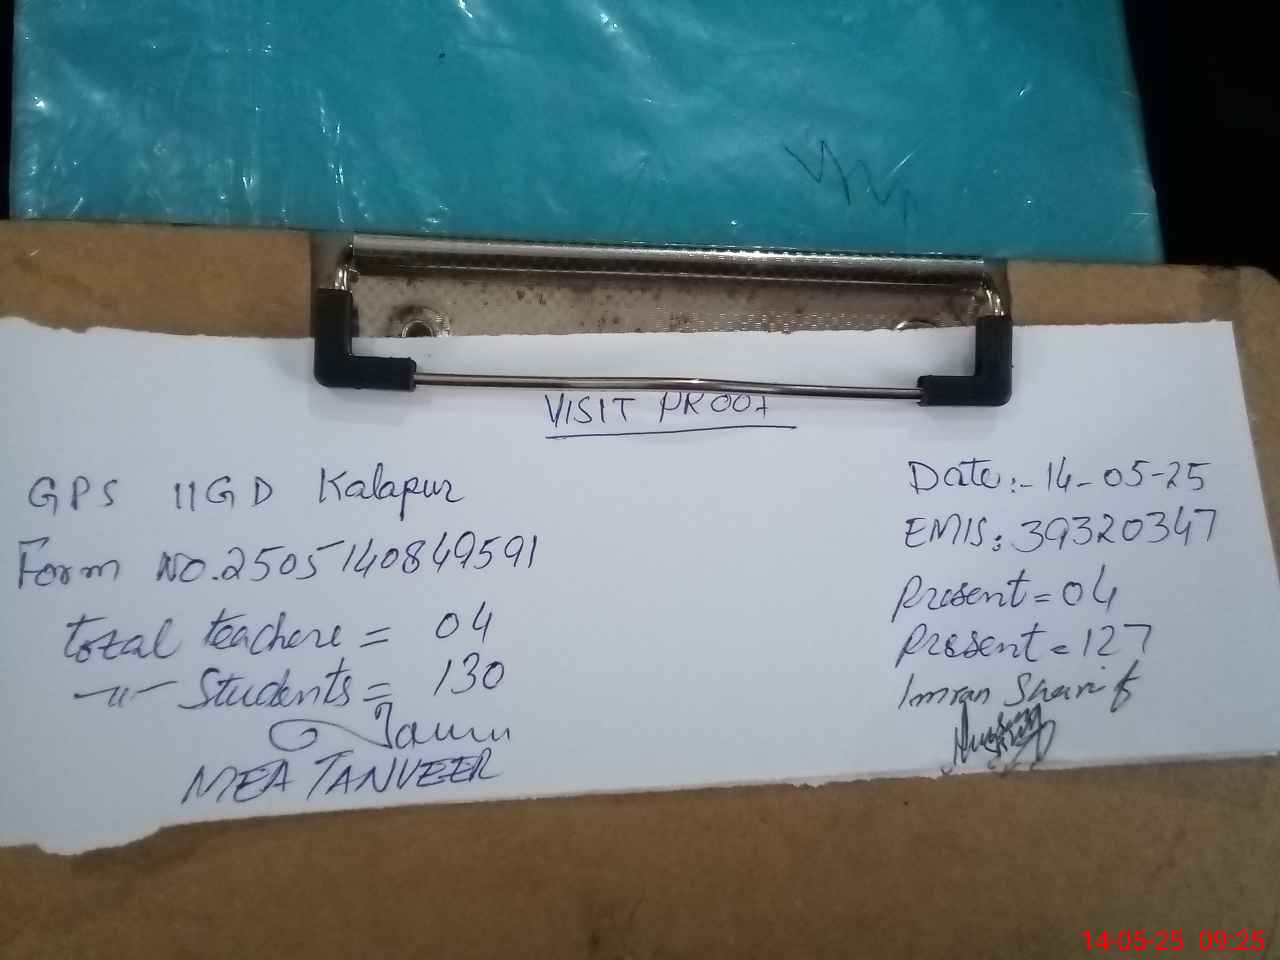 VISIT PROOF
GPS 11GD Kalapur
Date:- 14-05-25
Form NO.2505140849591
EMIS: 39320347
total teachers = 04
Present = 04
-"- Students = 130
Present = 127
Imran Sharif
MEA TANVEER
14-05-25 09:25